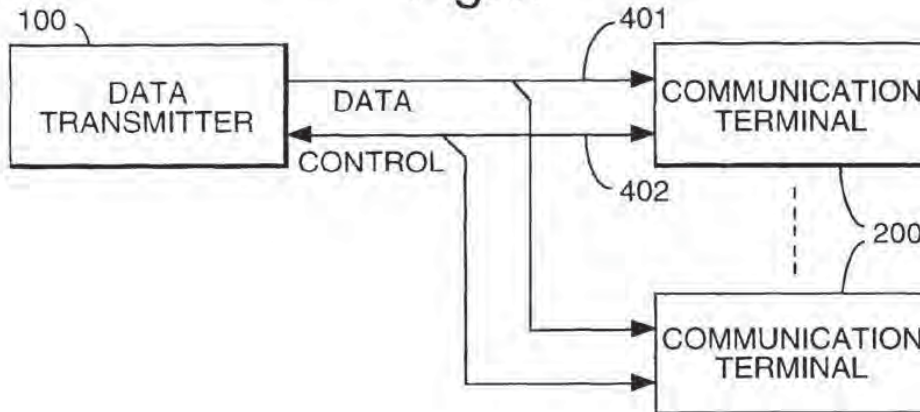 100
401
DATA
TRANSMITTER
DATA
CONTROL
COMMUNICATION
TERMINAL
402
200
COMMUNICATION
TERMINAL